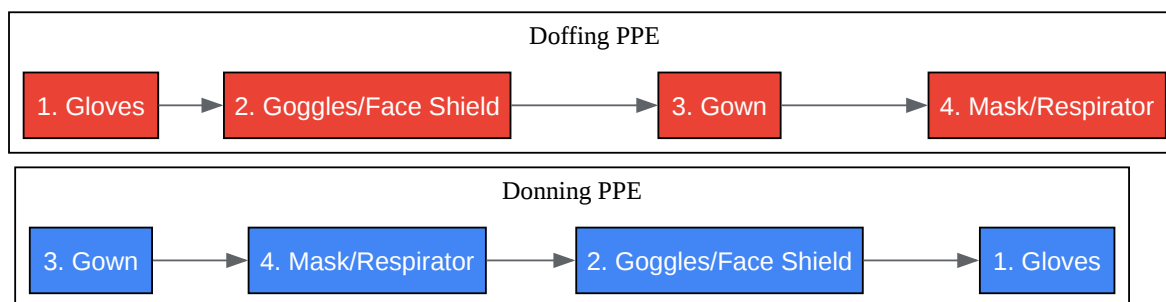 Doffing PPE
1. Gloves
2. Goggles/Face Shield
3. Gown
4. Mask/Respirator
Donning PPE
3. Gown
4. Mask/Respirator
2. Goggles/Face Shield
1. Gloves